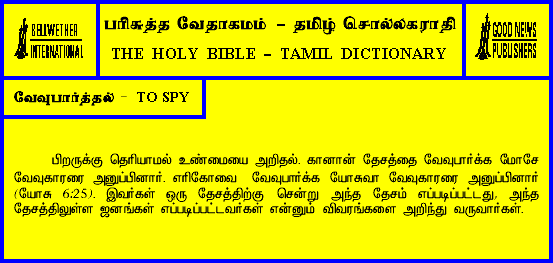 BELLWETHER
INTERNATIONAL
பரிசுத்த வேதாகமம் - தமிழ் சொல்லகராதி
THE HOLY BIBLE - TAMIL DICTIONARY
GOOD NEWS
PUBLISHERS
வேவுபார்த்தல் - TO SPY
பிறருக்கு தெரியாமல் உண்மையை அறிதல். கானான் தேசத்தை வேவுபார்க்க மோசே
வேவுகாரரை அனுப்பினார். எரிகோவை வேவுபார்க்க யோசுவா வேவுகாரரை அனுப்பினார்
(யோசு 6:25). இவர்கள் ஒரு தேசத்திற்கு சென்று அந்த தேசம் எப்படிப்பட்டது, அந்த
தேசத்திலுள்ள ஜனங்கள் எப்படிப்பட்டவர்கள் என்னும் விவரங்களை அறிந்து வருவார்கள்.